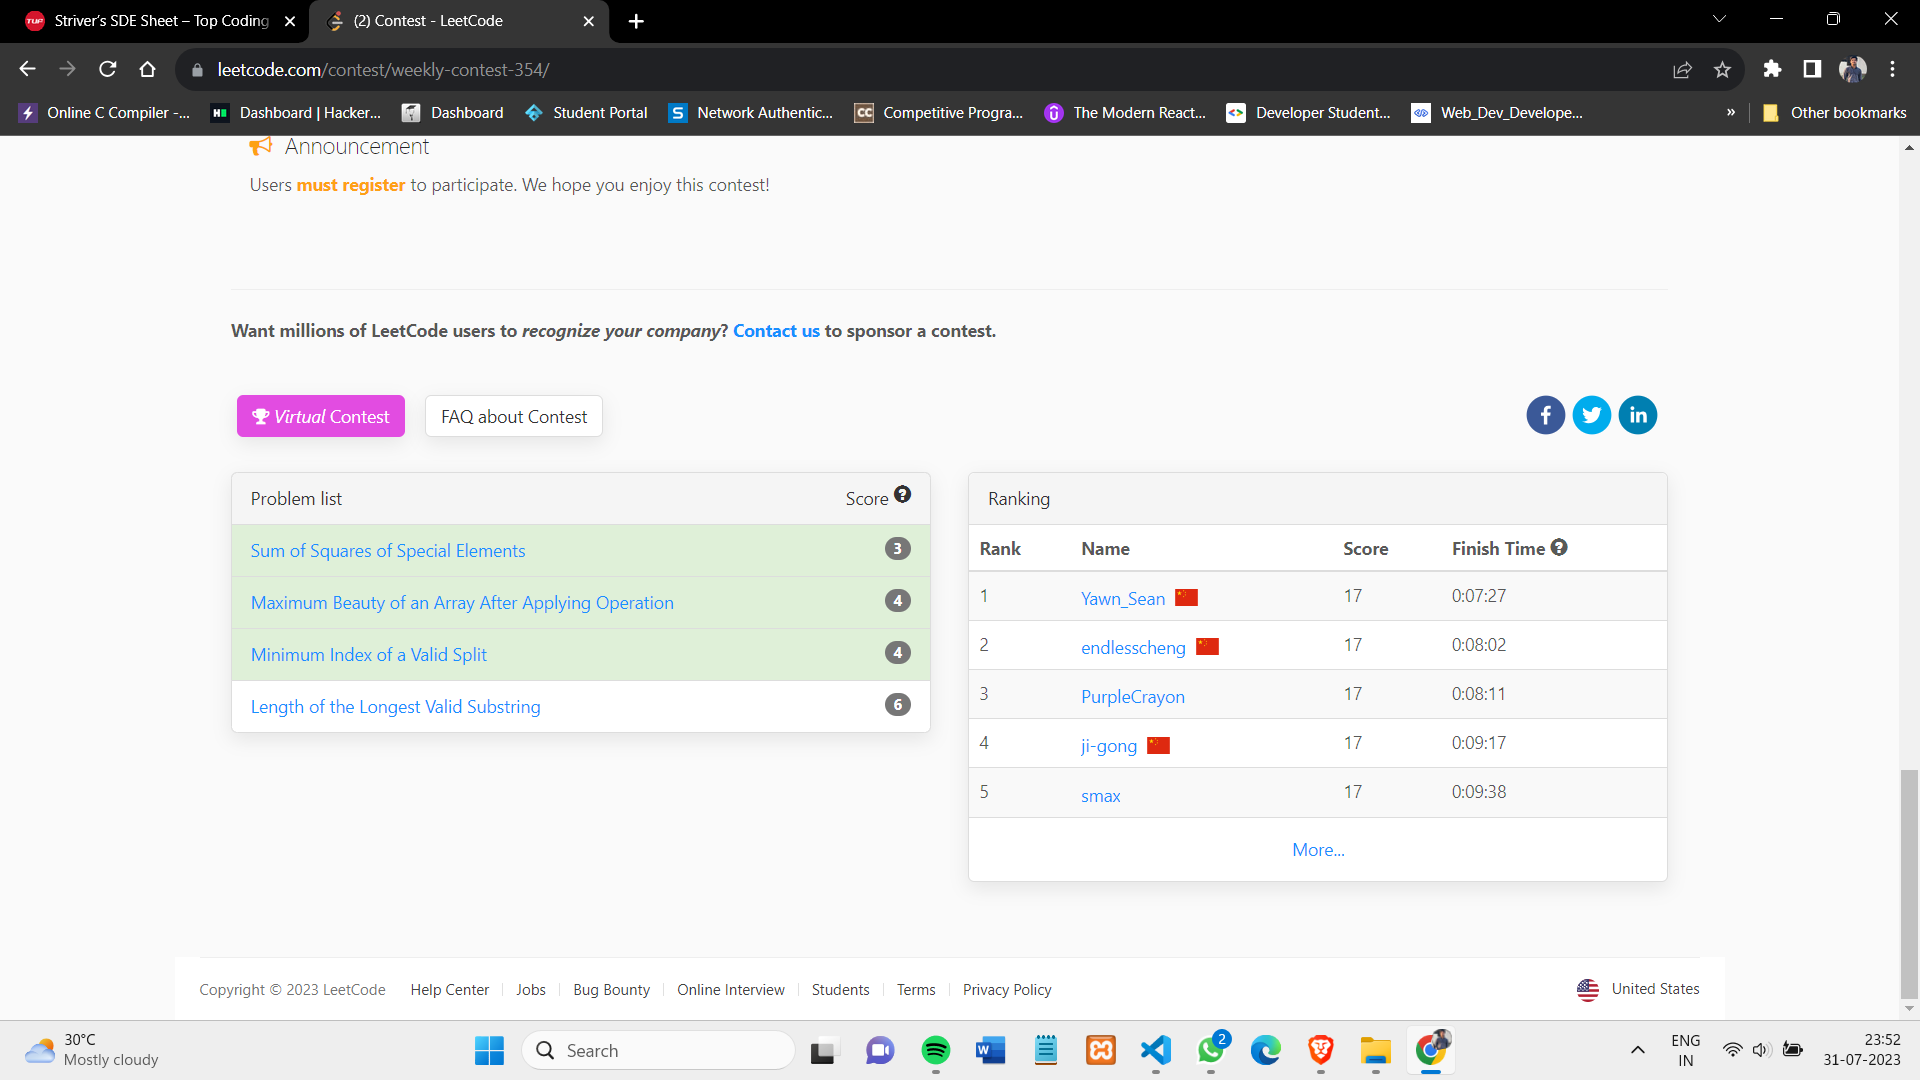 Striver's SDE Sheet – Top Coding
(2) Contest - LeetCode
leetcode.com/contest/weekly-contest-354/
Online C Compiler -...
Dashboard | Hacker...
Dashboard
Student Portal
Network Authentic...
Competitive Progra...
The Modern React...
Developer Student...
Web_Dev_Develope...
»
Other bookmarks
Announcement
Users must register to participate. We hope you enjoy this contest!
Want millions of LeetCode users to recognize your company? Contact us to sponsor a contest.
Virtual Contest
FAQ about Contest
Problem list Score
Sum of Squares of Special Elements 3
Maximum Beauty of an Array After Applying Operation 4
Minimum Index of a Valid Split 4
Length of the Longest Valid Substring 6
Ranking
Rank Name Score Finish Time
1 Yawn_Sean 17 0:07:27
2 endlesscheng 17 0:08:02
3 PurpleCrayon 17 0:08:11
4 ji-gong 17 0:09:17
5 smax 17 0:09:38
More...
Copyright © 2023 LeetCode Help Center Jobs Bug Bounty Online Interview Students Terms Privacy Policy United States
30°C
Mostly cloudy
Search
2
ENG
IN
23:52
31-07-2023